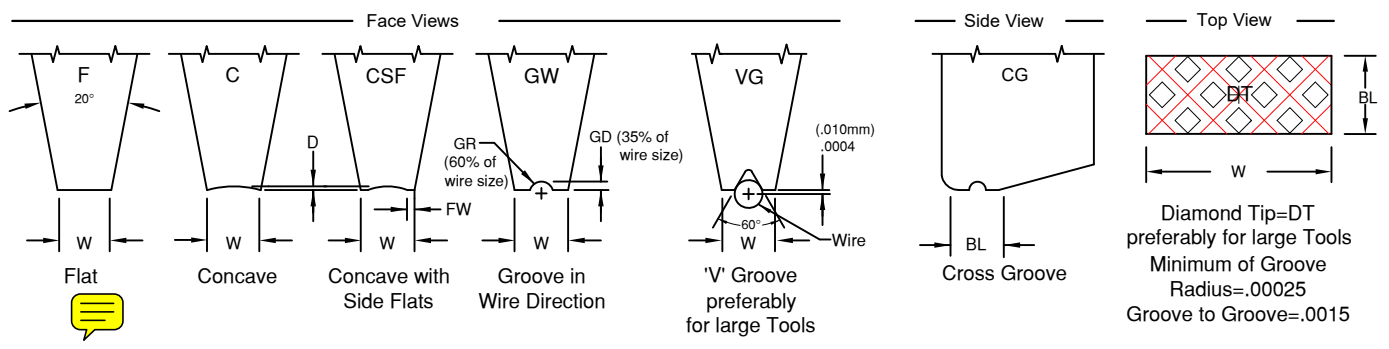 Face Views
Side View
Top View
F
20°
C
CSF
GW
VG
CG
DT
D
GR
(60% of
wire size)
GD (35% of
wire size)
(.010mm)
.0004
BL
FW
60°
Wire
W
W
W
W
W
BL
W
Flat
Concave
Concave with
Side Flats
Groove in
Wire Direction
'V' Groove
preferably
for large Tools
Cross Groove
Diamond Tip=DT
preferably for large Tools
Minimum of Groove
Radius=.00025
Groove to Groove=.0015